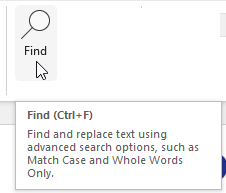 Find
Find (Ctrl+F)
Find and replace text using
advanced search options, such as
Match Case and Whole Words
Only.